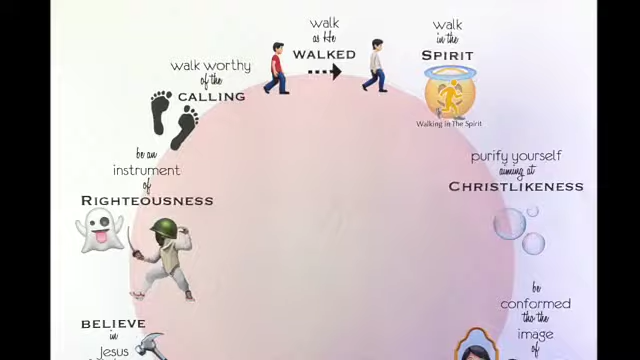 walk
as He
WALKED
walk
in the
SPIRIT
Walking In The Spirit
walk worthy
of the
CALLING
be an
instrument
of
RIGHTEOUSNESS
purify yourself
aiming at
CHRISTLIKENESS
BELIEVE
in
Jesus
be
conformed
tho the
image
of